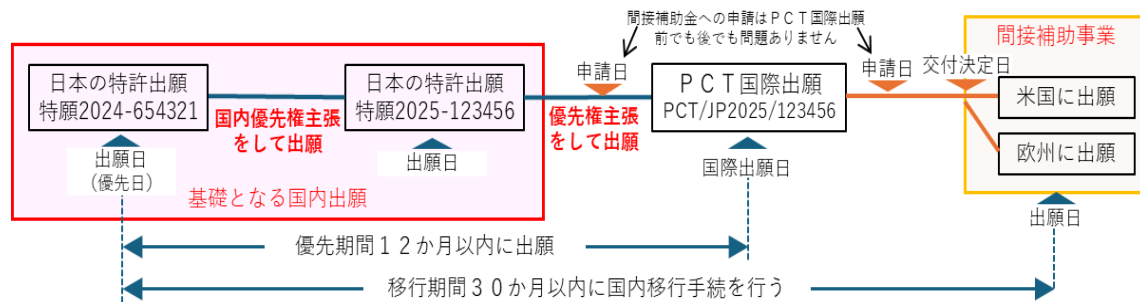 間接補助金への申請はＰＣＴ国際出願
前でも後でも問題ありません
間接補助事業
日本の特許出願
特願2024-654321
国内優先権主張
をして出願
日本の特許出願
特願2025-123456
申請日
優先権主張
をして出願
ＰＣＴ国際出願
PCT/JP2025/123456
申請日
交付決定日
米国に出願
欧州に出願
出願日
（優先日）
出願日
国際出願日
出願日
基礎となる国内出願
優先期間１２か月以内に出願
移行期間３０か月以内に国内移行手続を行う